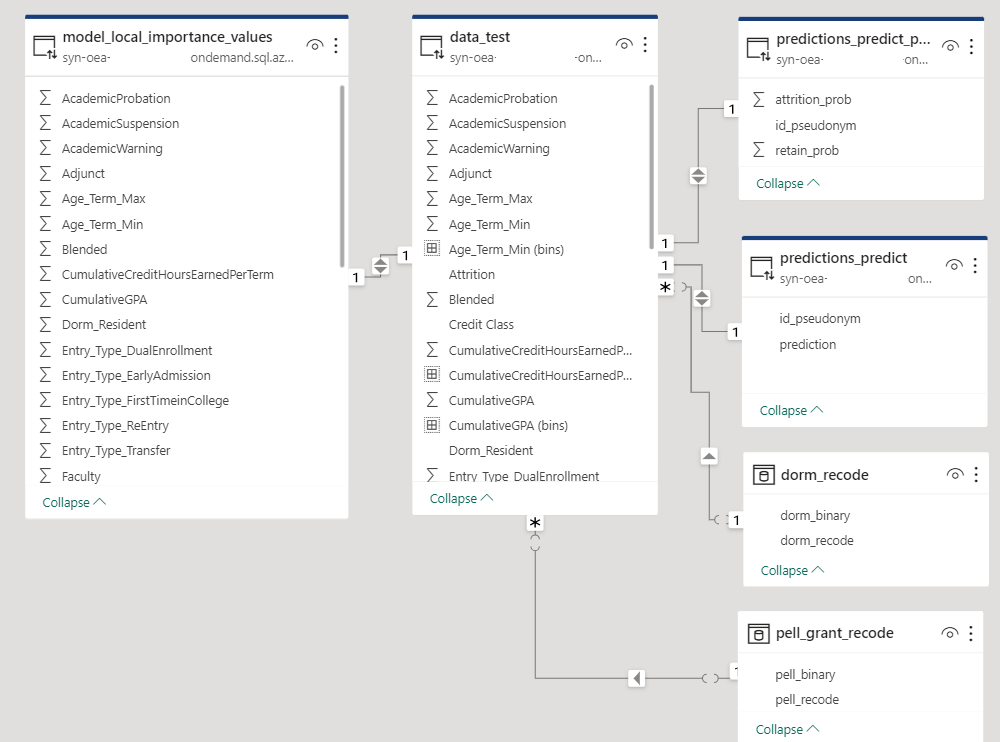 model_local_importance_values
syn-oea- ondemand.sql.az...
AcademicProbation
AcademicSuspension
AcademicWarning
Adjunct
Age_Term_Max
Age_Term_Min
Blended
CumulativeCreditHoursEarnedPerTerm
CumulativeGPA
Dorm_Resident
Entry_Type_DualEnrollment
Entry_Type_EarlyAdmission
Entry_Type_FirstTimeinCollege
Entry_Type_ReEntry
Entry_Type_Transfer
Faculty
Collapse
1
1
data_test
syn-oea- -on...
AcademicProbation
AcademicSuspension
AcademicWarning
Adjunct
Age_Term_Max
Age_Term_Min
Age_Term_Min (bins)
Attrition
Blended
Credit Class
CumulativeCreditHoursEarnedP...
CumulativeCreditHoursEarnedP...
CumulativeGPA
CumulativeGPA (bins)
Dorm_Resident
Entry_Type_DualEnrollment
Collapse
1
1
*
*
1
predictions_predict_p...
syn-oea- -on...
attrition_prob
id_pseudonym
retain_prob
Collapse
1
predictions_predict
syn-oea- on...
id_pseudonym
prediction
Collapse
1
dorm_recode
dorm_binary
dorm_recode
Collapse
1
pell_grant_recode
pell_binary
pell_recode
Collapse